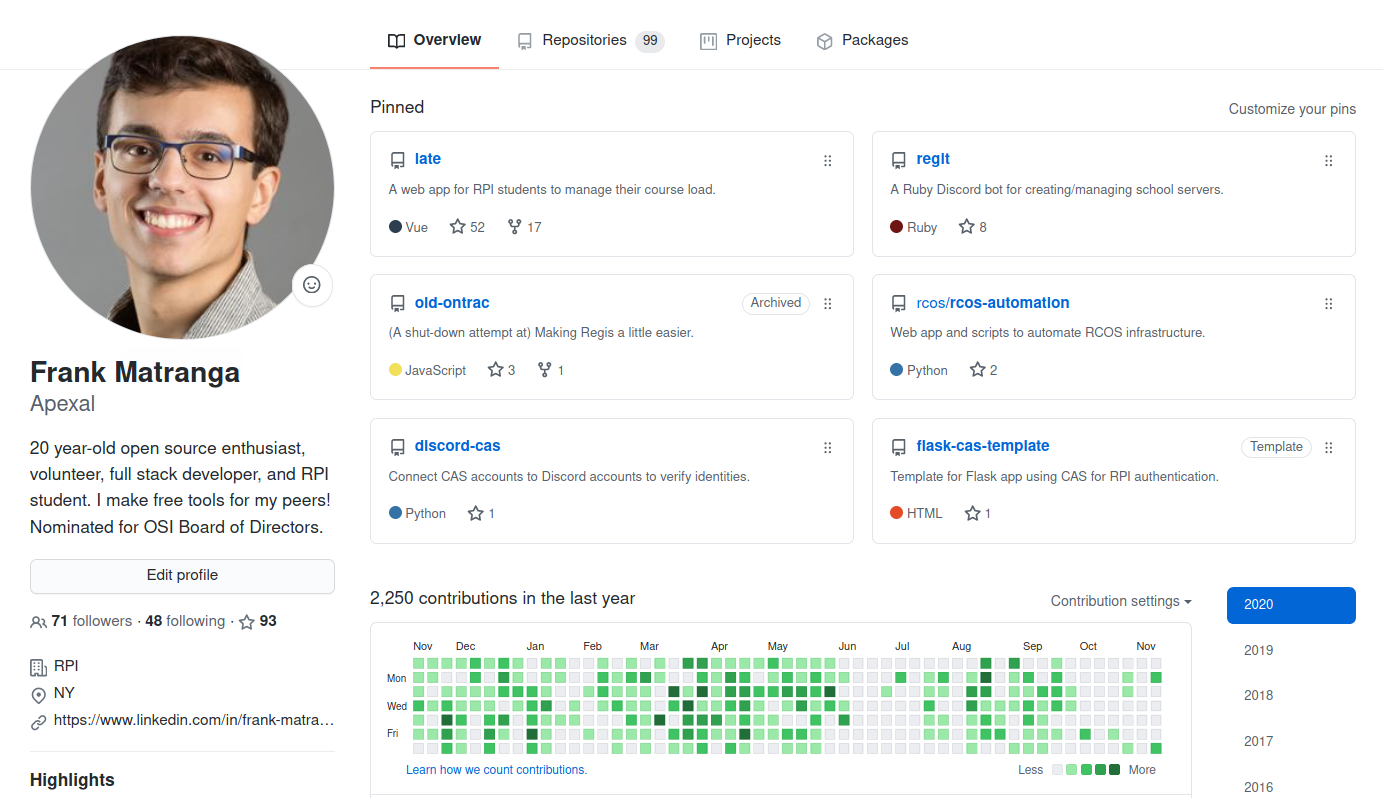 Overview
Repositories 99
Projects
Packages
Frank Matranga
Apexal
20 year-old open source enthusiast,
volunteer, full stack developer, and RPI
student. I make free tools for my peers!
Nominated for OSI Board of Directors.
Edit profile
71 followers · 48 following · 93
RPI
NY
https://www.linkedin.com/in/frank-matra…
Highlights
Pinned
Customize your pins
late
A web app for RPI students to manage their course load.
Vue 52 17
regit
A Ruby Discord bot for creating/managing school servers.
Ruby 8
old-ontrac
Archived
(A shut-down attempt at) Making Regis a little easier.
JavaScript 3 1
rcos/rcos-automation
Web app and scripts to automate RCOS infrastructure.
Python 2
discord-cas
Connect CAS accounts to Discord accounts to verify identities.
Python 1
flask-cas-template
Template
Template for Flask app using CAS for RPI authentication.
HTML 1
2,250 contributions in the last year
Contribution settings
Nov Dec Jan Feb Mar Apr May Jun Jul Aug Sep Oct Nov
Mon
Wed
Fri
Learn how we count contributions.
Less More
2020
2019
2018
2017
2016